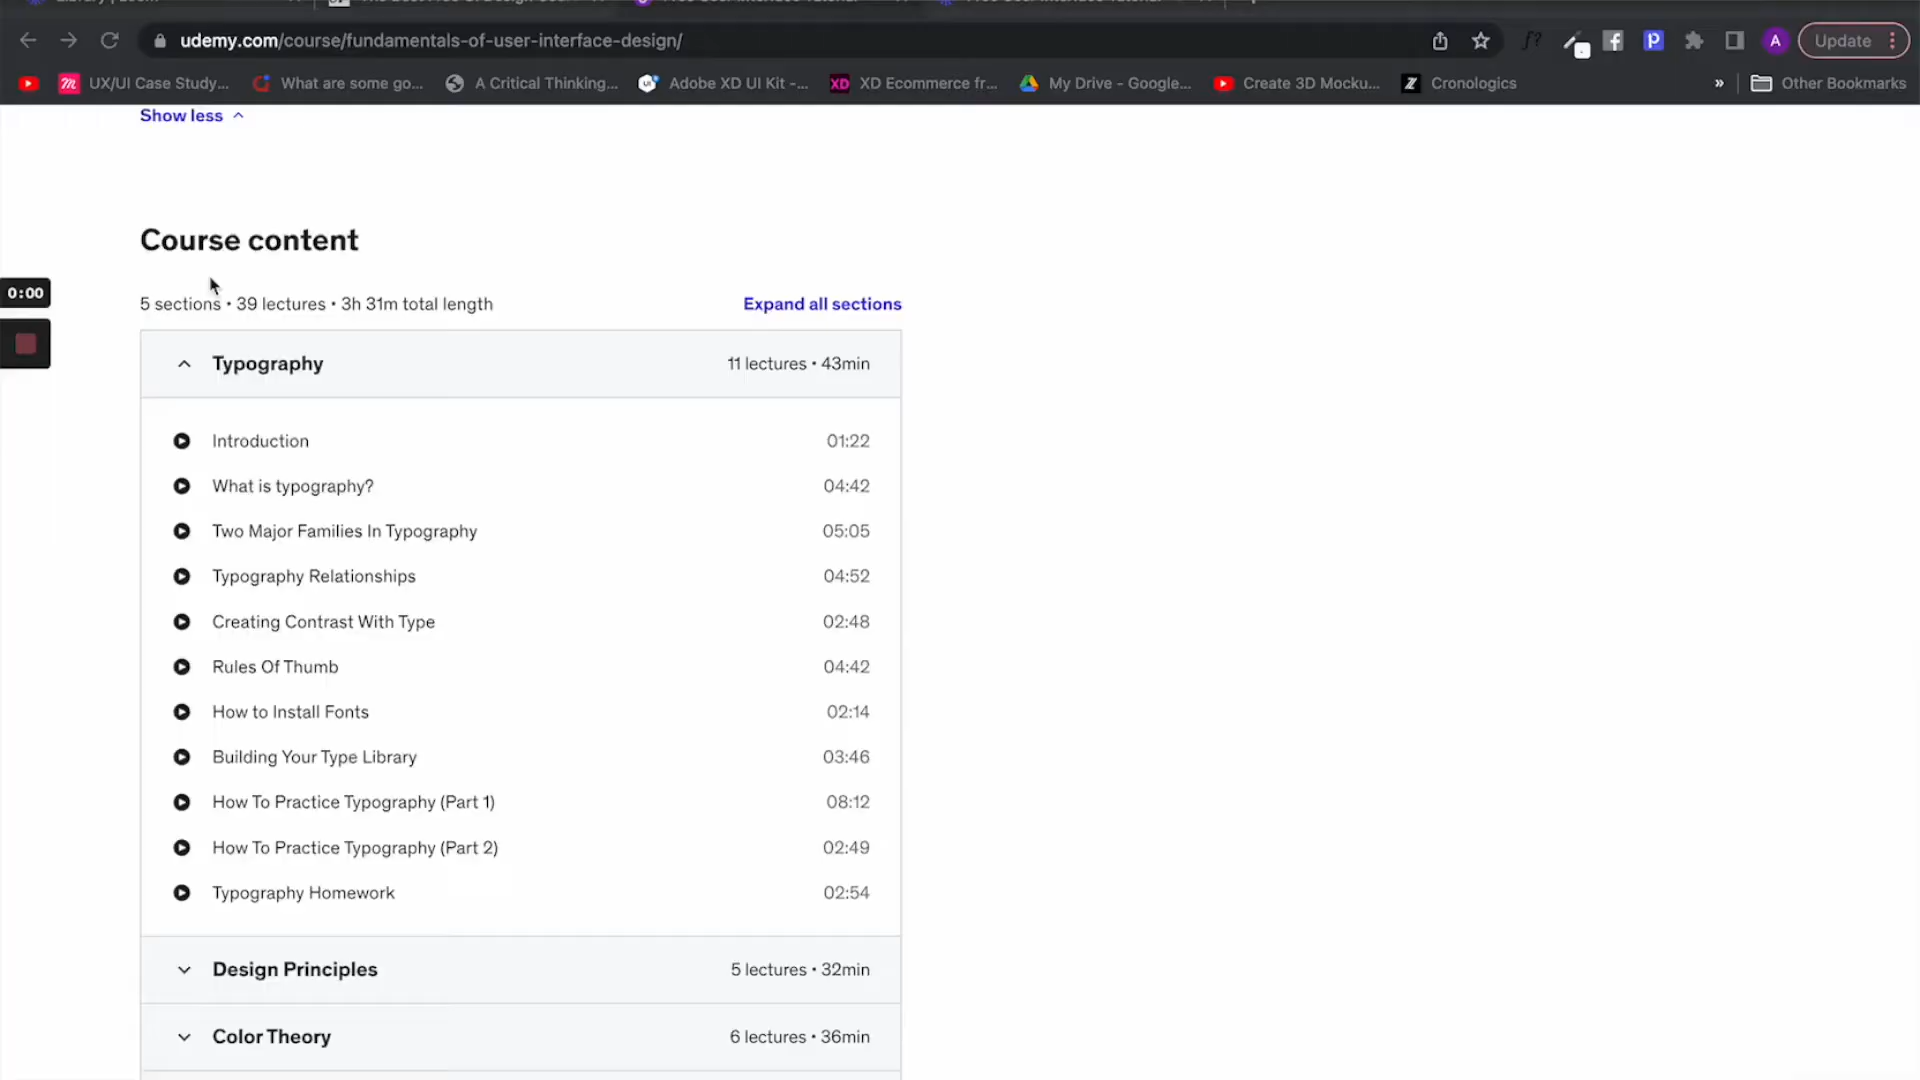 udemy.com/course/fundamentals-of-user-interface-design/
A
Update
UX/UI Case Study...
What are some go...
A Critical Thinking...
Adobe XD UI Kit -...
XD
XD Ecommerce fr...
My Drive - Google...
Create 3D Mocku...
Cronologics
»
Other Bookmarks
Show less
Course content
0:00
5 sections • 39 lectures • 3h 31m total length
Expand all sections
Typography
11 lectures • 43min
Introduction
01:22
What is typography?
04:42
Two Major Families In Typography
05:05
Typography Relationships
04:52
Creating Contrast With Type
02:48
Rules Of Thumb
04:42
How to Install Fonts
02:14
Building Your Type Library
03:46
How To Practice Typography (Part 1)
08:12
How To Practice Typography (Part 2)
02:49
Typography Homework
02:54
Design Principles
5 lectures • 32min
Color Theory
6 lectures • 36min